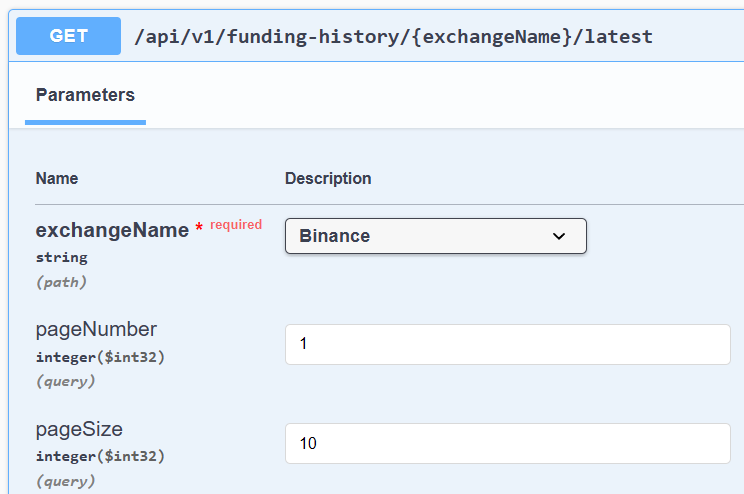 GET /api/v1/funding-history/{exchangeName}/latest
Parameters
Name Description
exchangeName * required
string
(path)
Binance
pageNumber
integer($int32)
(query)
1
pageSize
integer($int32)
(query)
10